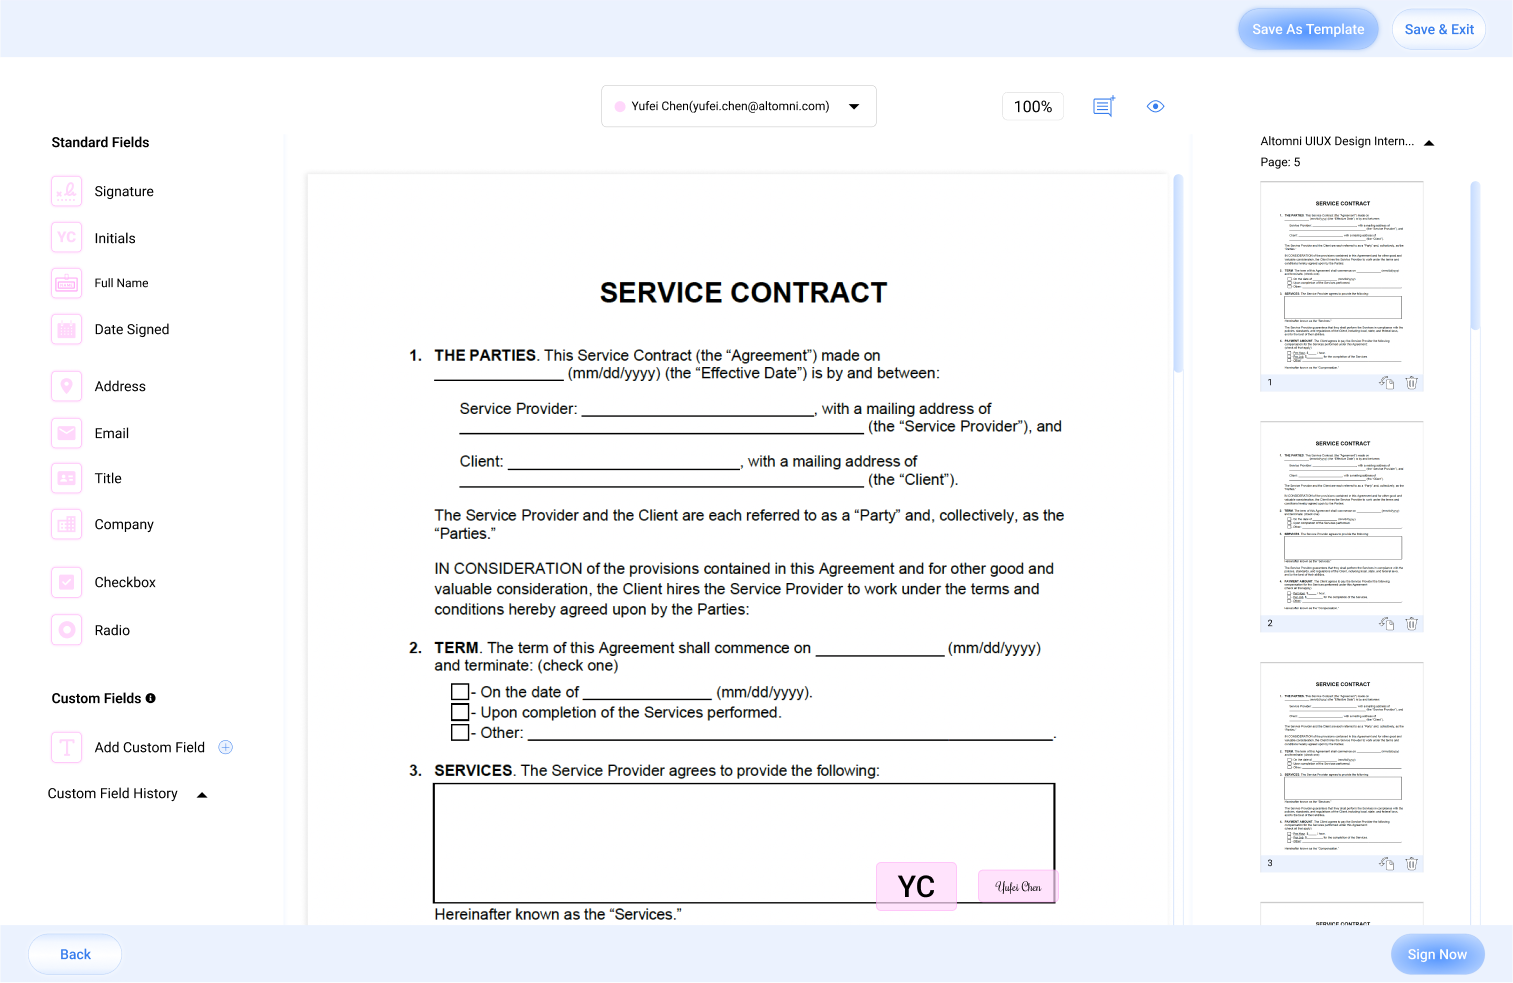 Save As Template
Save & Exit
Yufei Chen(yufei.chen@altomni.com)
100%
Standard Fields
Signature
YC
Initials
Full Name
Date Signed
Address
Email
Title
Company
Checkbox
Radio
Custom Fields
T
Add Custom Field
Custom Field History
SERVICE CONTRACT
1. THE PARTIES. This Service Contract (the “Agreement”) made on
______________ (mm/dd/yyyy) (the “Effective Date”) is by and between:
Service Provider: _________________________, with a mailing address of
____________________________________________ (the “Service Provider”), and
Client: _________________________, with a mailing address of
____________________________________________ (the “Client”).
The Service Provider and the Client are each referred to as a “Party” and, collectively, as the
“Parties.”
IN CONSIDERATION of the provisions contained in this Agreement and for other good and
valuable consideration, the Client hires the Service Provider to work under the terms and
conditions hereby agreed upon by the Parties:
2. TERM. The term of this Agreement shall commence on ______________ (mm/dd/yyyy)
and terminate: (check one)
- On the date of ______________ (mm/dd/yyyy).
- Upon completion of the Services performed.
- Other: _________________________________________________________.
3. SERVICES. The Service Provider agrees to provide the following:
YC
Yufei Chen
Hereinafter known as the “Services.”
Altomni UIUX Design Intern...
Page: 5
SERVICE CONTRACT
1
SERVICE CONTRACT
2
SERVICE CONTRACT
3
SERVICE CONTRACT
Back
Sign Now